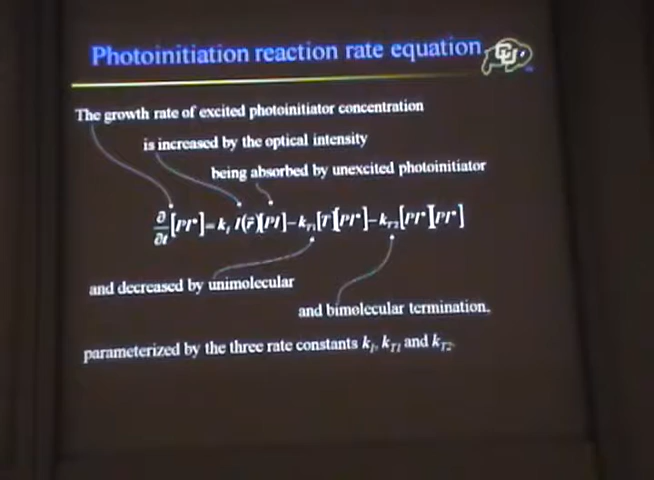 Photoinitiation reaction rate equation
CU
The growth rate of excited photoinitiator concentration
is increased by the optical intensity
being absorbed by unexcited photoinitiator
∂/∂t [PI*] = k_I I(r⃗)[PI] − k_T1[T][PI*] − k_T2[PI*][PI*]
and decreased by unimolecular
and bimolecular termination,
parameterized by the three rate constants k_I, k_T1 and k_T2.